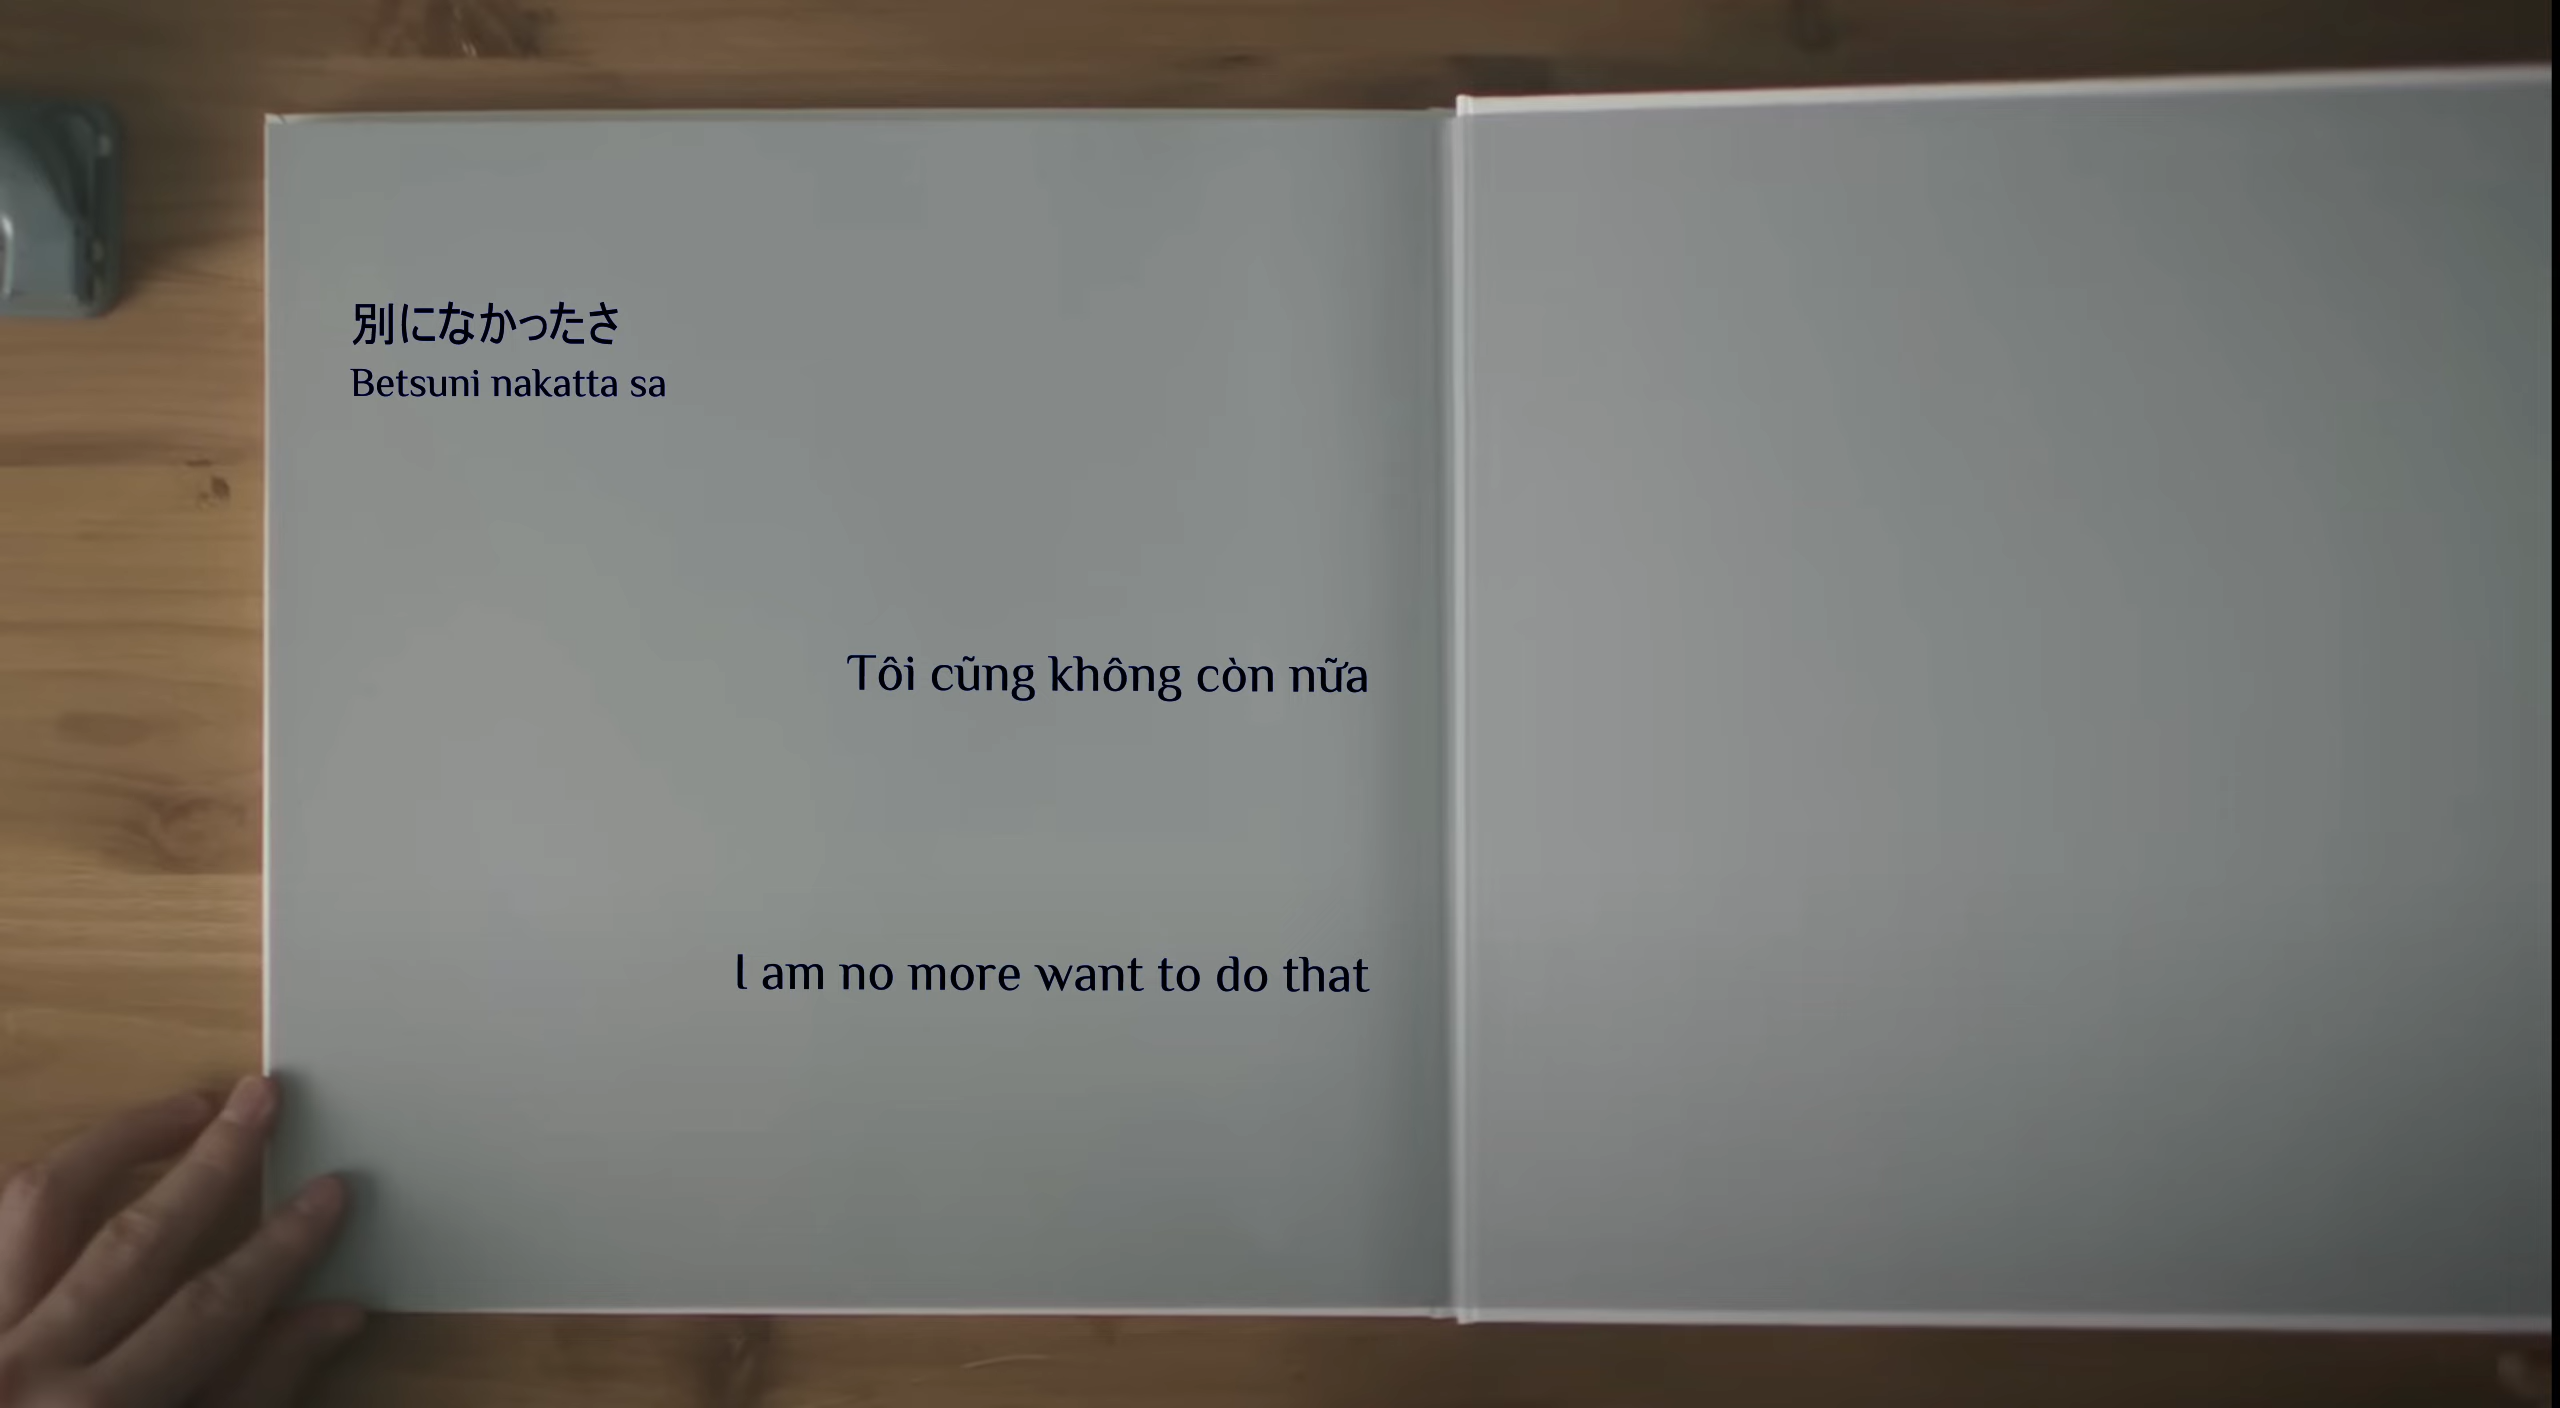 別になかったさ
Betsuni nakatta sa
Tôi cũng không còn nữa
I am no more want to do that